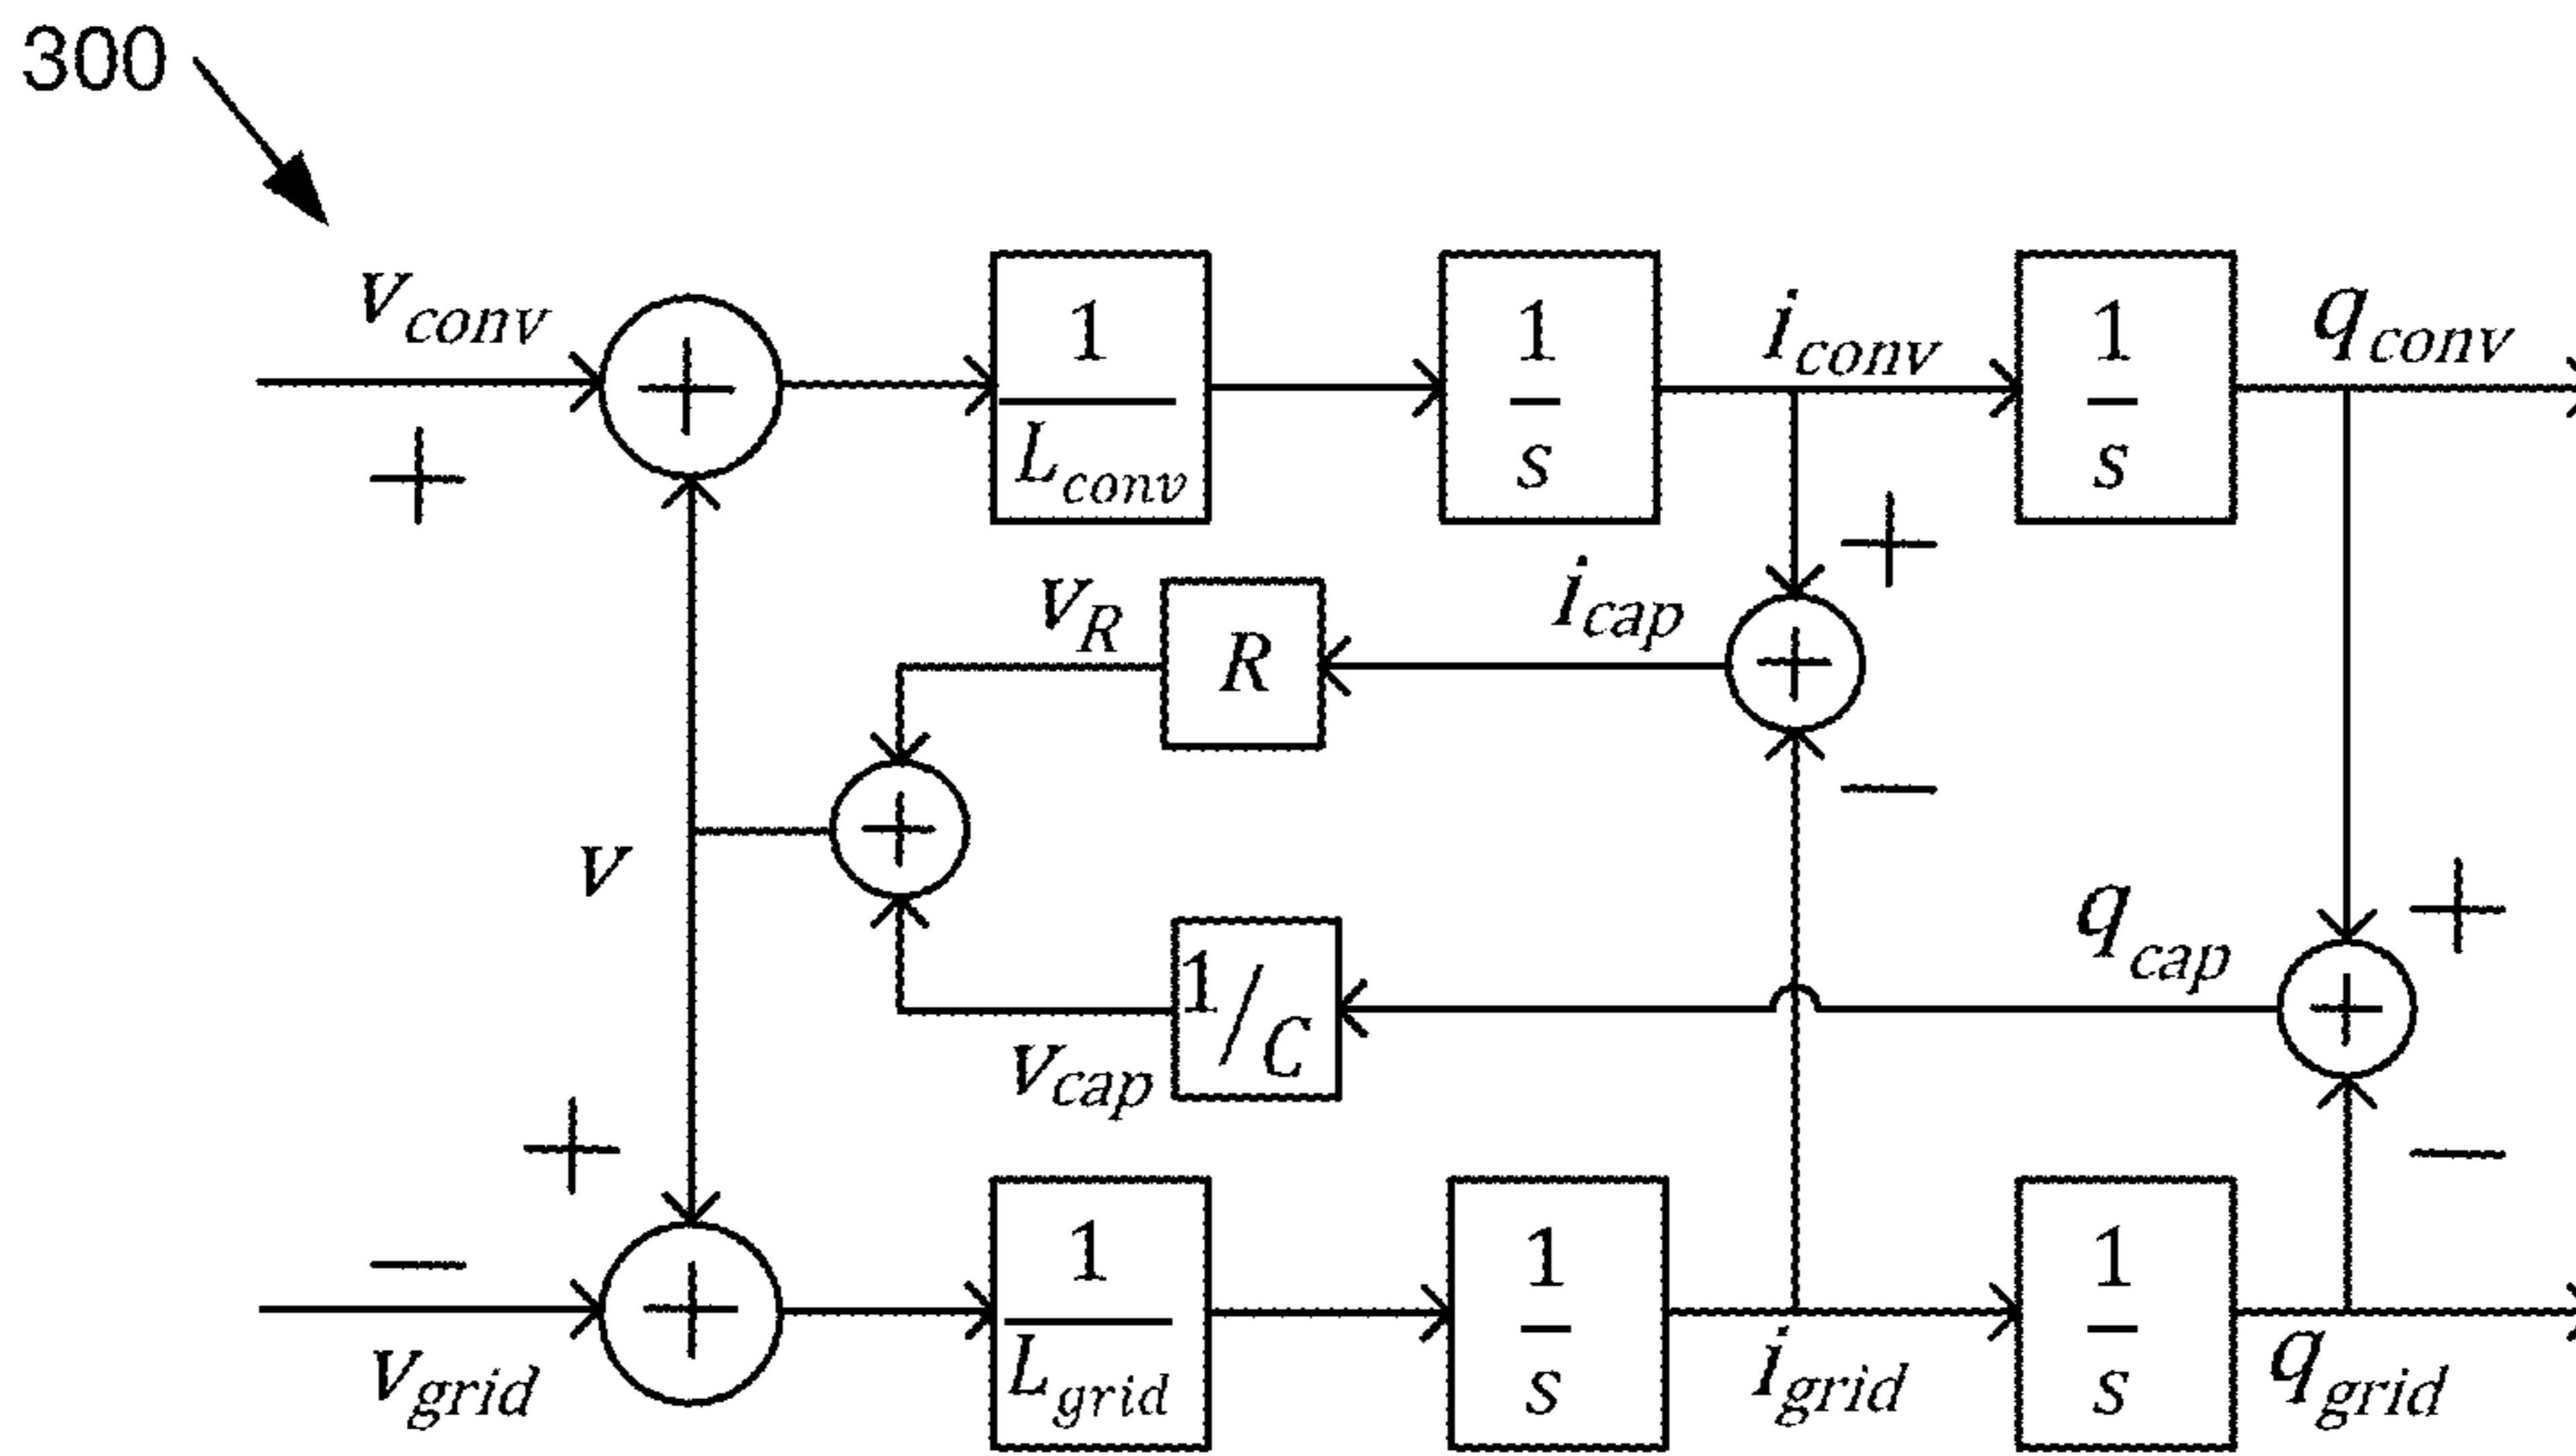 300
v_conv
+
+
1
L_conv
1
s
i_conv
1
s
q_conv
+
v_R
R
i_cap
+
−
v
+
+
v_cap
1/C
q_cap
+
+
−
+
−
v_grid
+
1
L_grid
1
s
i_grid
1
s
q_grid